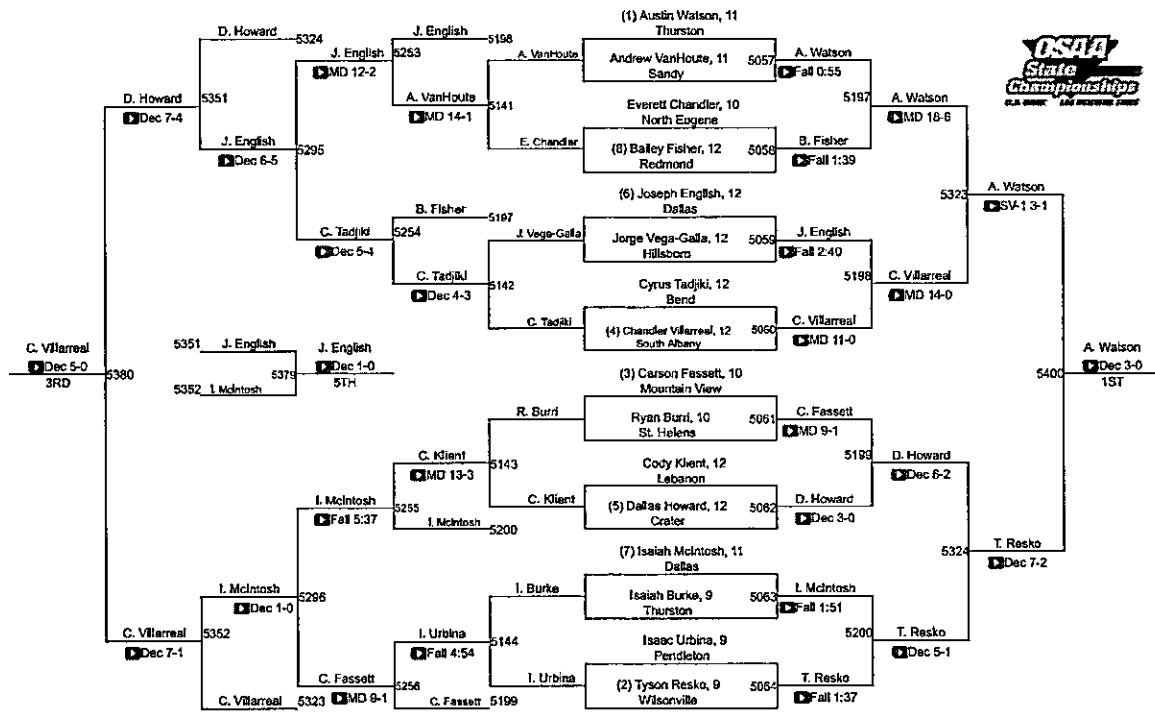 OSAA
State
Championships
(1) Austin Watson, 11
Thurston
Andrew VanHoute, 11
Sandy
5057
Everett Chandler, 10
North Eugene
(8) Bailey Fisher, 12
Redmond
5058
(6) Joseph English, 12
Dallas
Jorge Vega-Galla, 12
Hillsboro
5059
Cyrus Tadjiki, 12
Bend
(4) Chandler Villarreal, 12
South Albany
5060
(3) Carson Fassett, 10
Mountain View
Ryan Burri, 10
St. Helens
5061
Cody Klient, 12
Lebanon
(5) Dallas Howard, 12
Crater
5062
(7) Isaiah McIntosh, 11
Dallas
Isaiah Burke, 9
Thurston
5063
Isaac Urbina, 9
Pendleton
(2) Tyson Resko, 9
Wilsonville
5064
A. Watson
Fall 0:55
5197
B. Fisher
Fall 1:39
J. English
Fall 2:40
5198
C. Villarreal
MD 11-0
C. Fassett
MD 9-1
5199
D. Howard
Dec 3-0
I. McIntosh
Fall 1:51
5200
T. Resko
Fall 1:37
A. Watson
MD 18-6
5323
C. Villarreal
MD 14-0
D. Howard
Dec 6-2
5324
T. Resko
Dec 5-1
A. Watson
SV-1 3-1
5400
T. Resko
Dec 7-2
A. Watson
Dec 3-0
1ST
A. VanHoute
5141
E. Chandler
J. Vega-Galla
5142
C. Tadjiki
R. Burri
5143
C. Klient
I. Burke
5144
I. Urbina
J. English
5198
5253
A. VanHoute
MD 14-1
B. Fisher
5197
5254
C. Tadjiki
Dec 4-3
C. Klient
MD 13-3
5255
I. McIntosh
5200
I. Urbina
Fall 4:54
5256
C. Fassett
5199
J. English
MD 12-2
5295
C. Tadjiki
Dec 5-4
I. McIntosh
Fall 5:37
5296
C. Fassett
MD 9-1
D. Howard
5324
5351
J. English
Dec 6-5
I. McIntosh
Dec 1-0
5352
C. Villarreal
5323
D. Howard
Dec 7-4
5380
C. Villarreal
Dec 7-1
C. Villarreal
Dec 5-0
3RD
5351
J. English
5379
5352
I. McIntosh
J. English
Dec 1-0
5TH